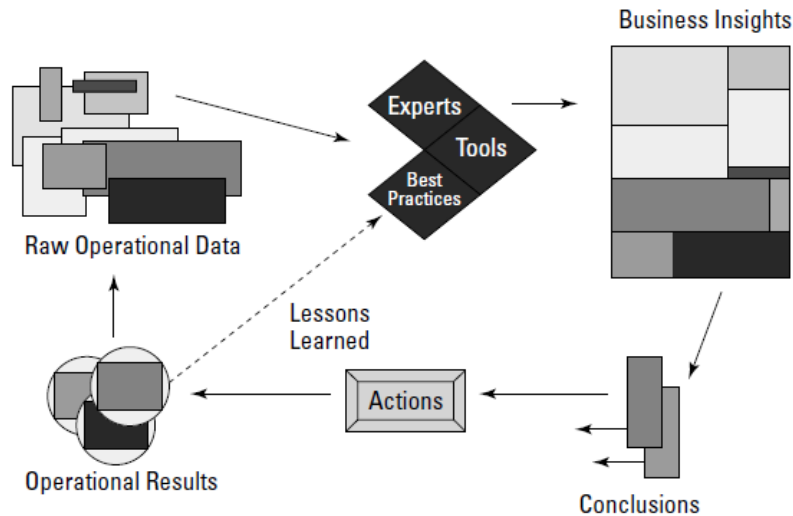 Business Insights
Experts
Tools
Best
Practices
Raw Operational Data
Lessons
Learned
Actions
Operational Results
Conclusions